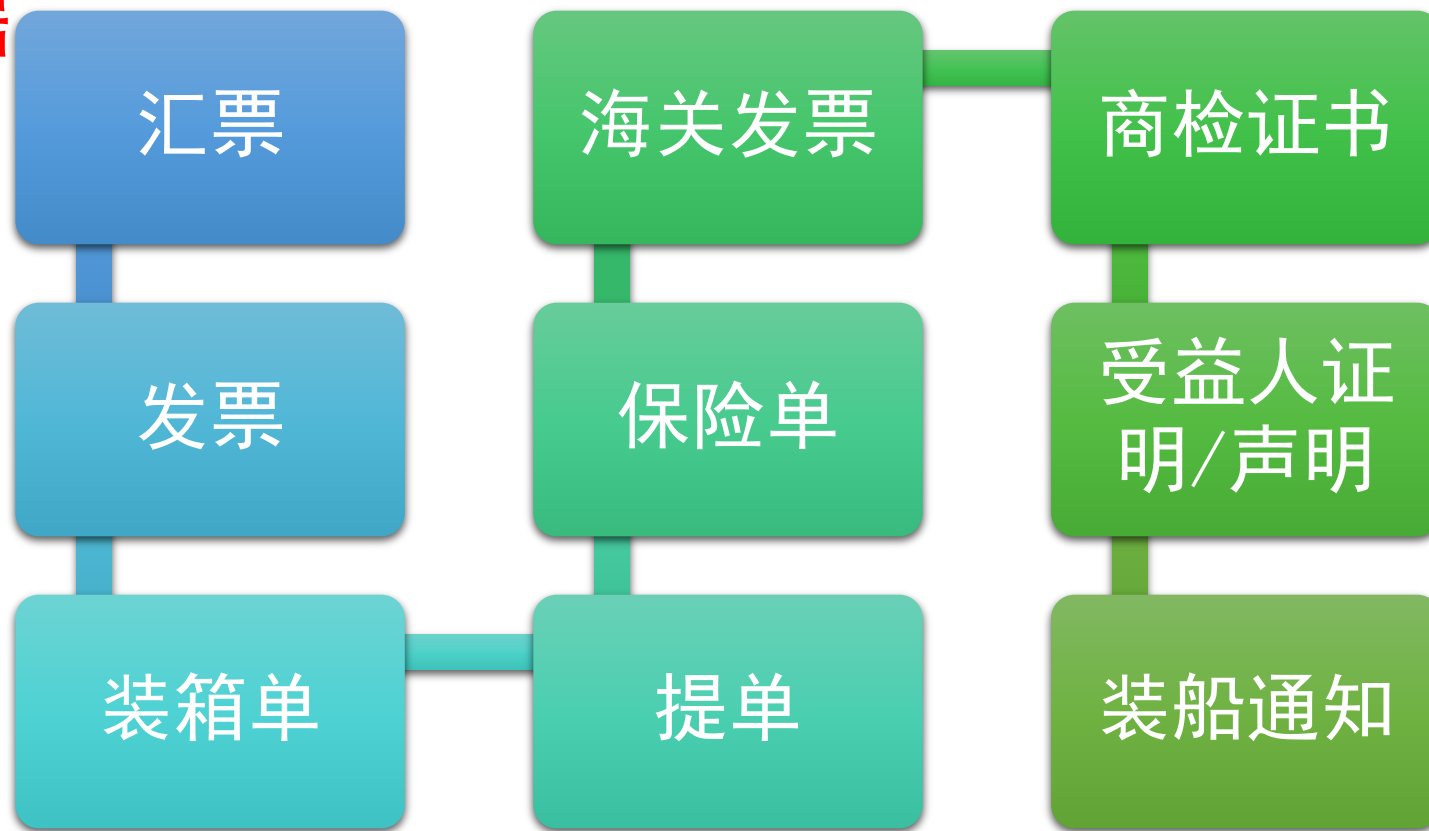 汇票
发票
装箱单
提单
保险单
海关发票
商检证书
受益人证
明/声明
装船通知